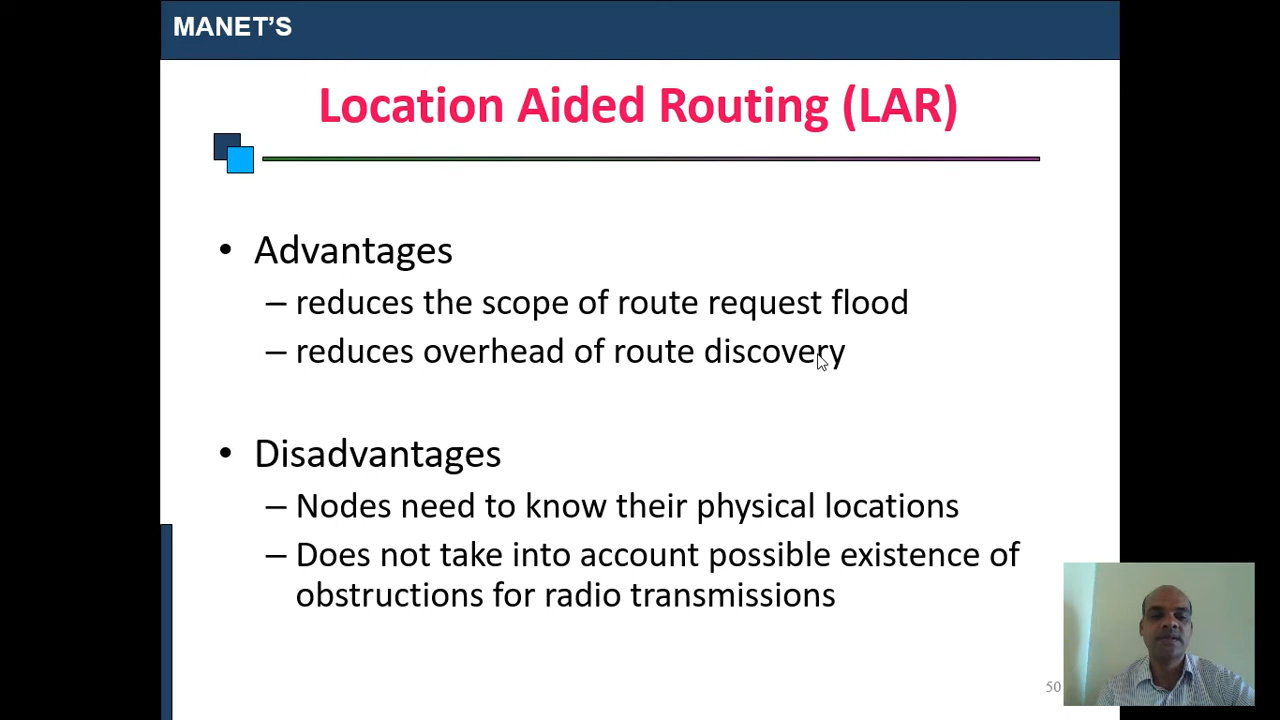 MANET’S
Location Aided Routing (LAR)
• Advantages
– reduces the scope of route request flood
– reduces overhead of route discovery
• Disadvantages
– Nodes need to know their physical locations
– Does not take into account possible existence of
obstructions for radio transmissions
50